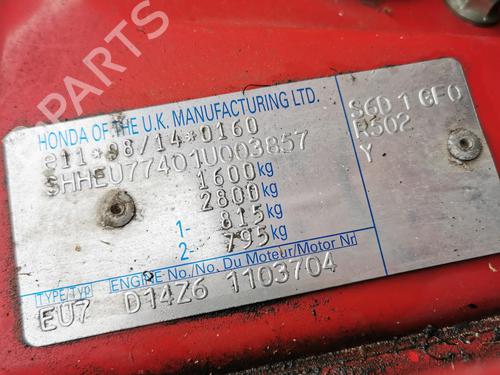 PARTS
HONDA OF THE U.K. MANUFACTURING LTD.
e11*98/14*0160
SHHEU77401U003857
1600kg
2800kg
1- 815kg
2- 795kg
TYPE/TYP ENGINE No./No. Du Moteur/Motor Nr
EU7 D14Z6 1103704
S6D 1 GF0
R502
Y